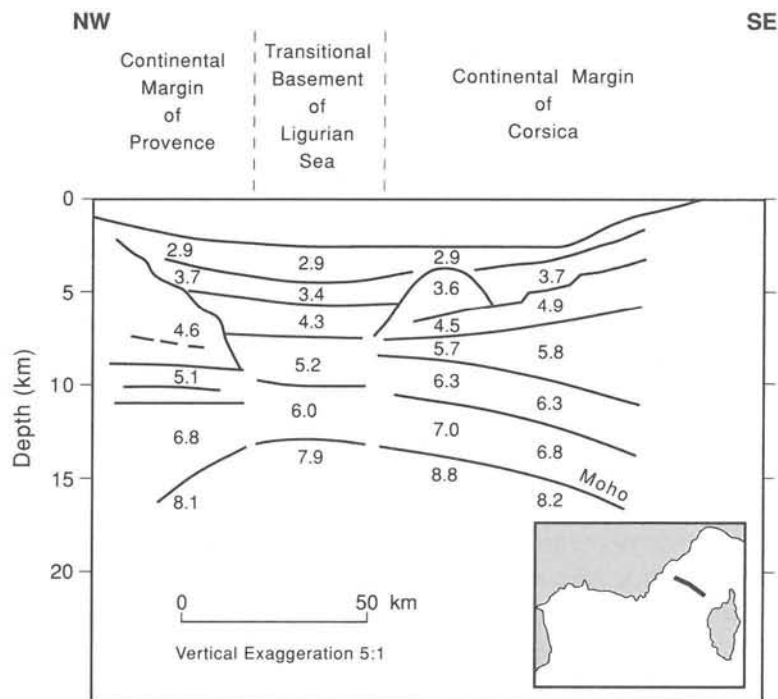 NW
SE
Continental
Margin
of
Provence
Transitional
Basement
of
Ligurian
Sea
Continental Margin
of
Corsica
0
5
10
15
20
Depth (km)
2.9
2.9
2.9
3.7
3.4
3.6
3.7
4.6
4.3
4.5
4.9
5.1
5.2
5.7
5.8
6.0
6.3
6.3
6.8
7.0
6.8
7.9
8.8
Moho
8.1
8.2
0 50 km
Vertical Exaggeration 5:1